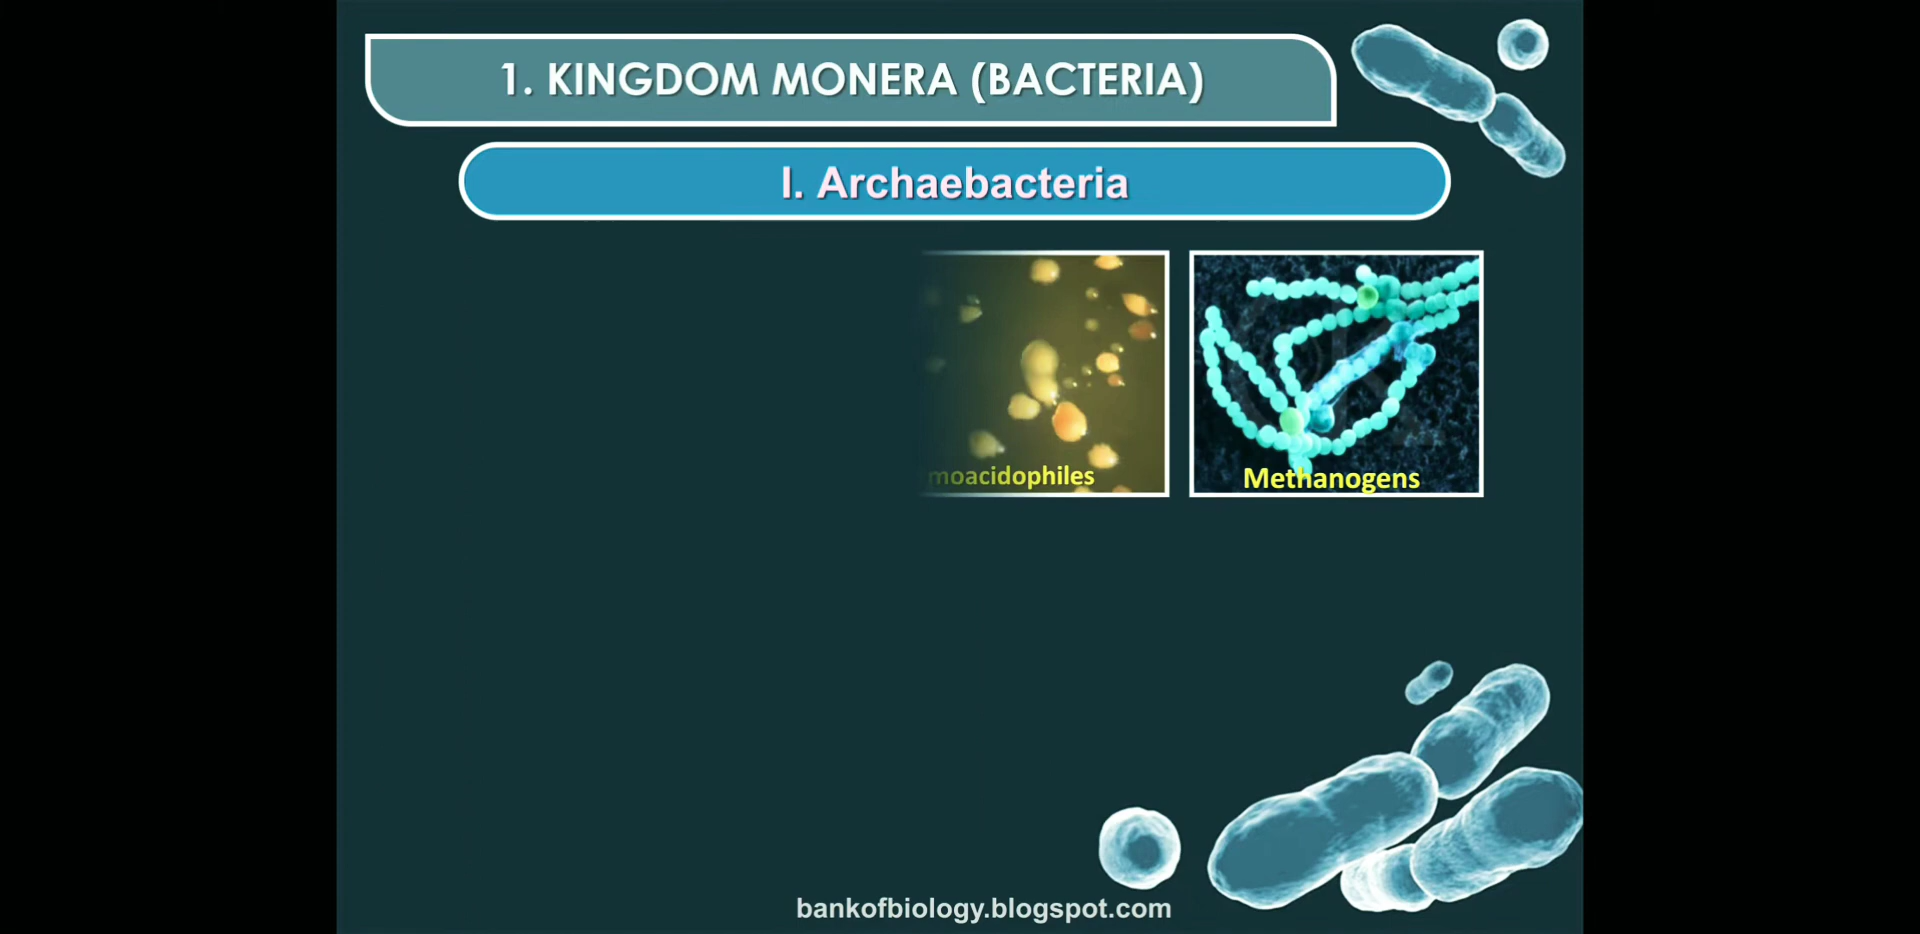 1. KINGDOM MONERA (BACTERIA)
I. Archaebacteria
moacidophiles
Methanogens
bankofbiology.blogspot.com